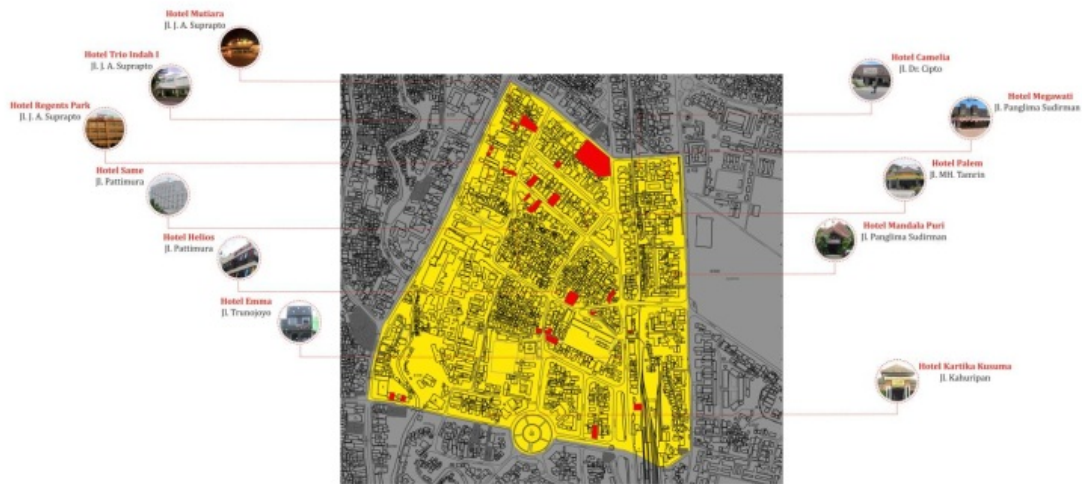 Hotel Mutiara
Jl. J. A. Suprapto
Hotel Trio Indah I
Jl. J. A. Suprapto
Hotel Regents Park
Jl. J. A. Suprapto
Hotel Same
Jl. Pattimura
Hotel Helios
Jl. Pattimura
Hotel Emma
Jl. Trunojoyo
Hotel Camelia
Jl. Dr. Cipto
Hotel Megawati
Jl. Panglima Sudirman
Hotel Palem
Jl. MH. Tamrin
Hotel Mandala Puri
Jl. Panglima Sudirman
Hotel Kartika Kusuma
Jl. Kahuripan